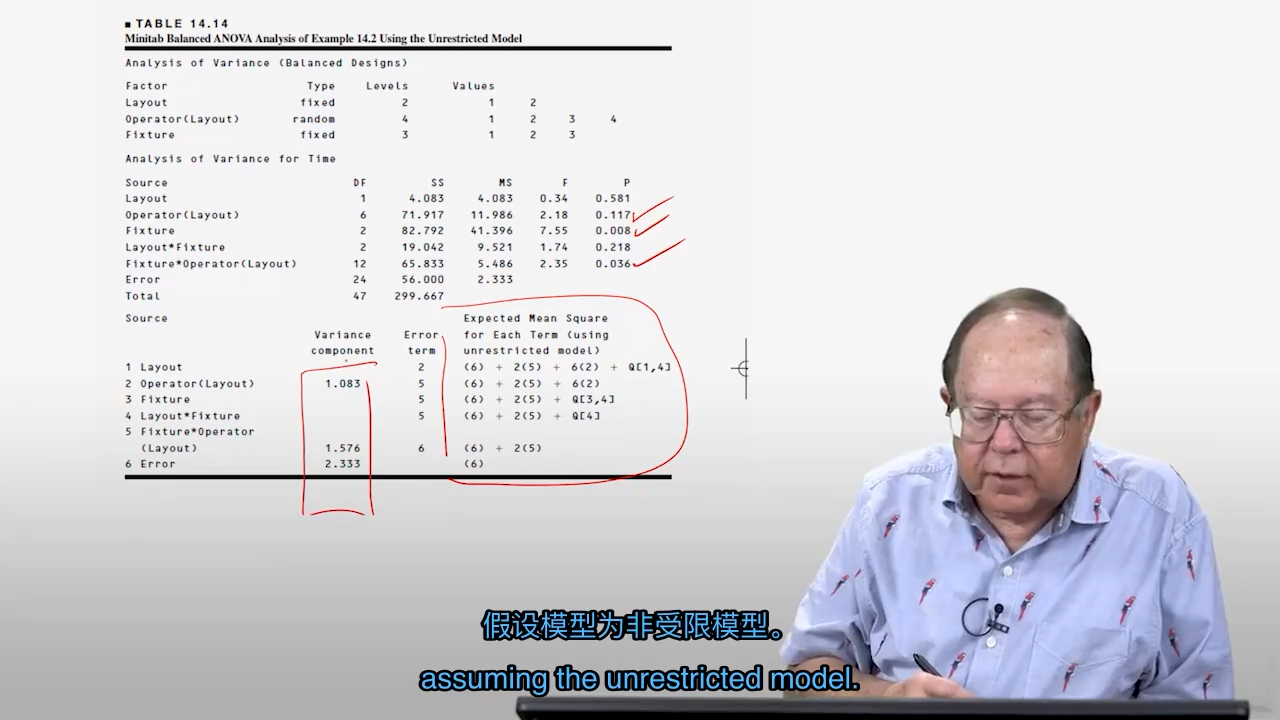 ■ TABLE 14.14
Minitab Balanced ANOVA Analysis of Example 14.2 Using the Unrestricted Model
Analysis of Variance (Balanced Designs)
Factor Type Levels Values
Layout fixed 2 1 2
Operator(Layout) random 4 1 2 3 4
Fixture fixed 3 1 2 3
Analysis of Variance for Time
Source DF SS MS F P
Layout 1 4.083 4.083 0.34 0.581
Operator(Layout) 6 71.917 11.986 2.18 0.117
Fixture 2 82.792 41.396 7.55 0.008
Layout*Fixture 2 19.042 9.521 1.74 0.218
Fixture*Operator(Layout) 12 65.833 5.486 2.35 0.036
Error 24 56.000 2.333
Total 47 299.667
Source Expected Mean Square
Variance Error for Each Term (using
component term unrestricted model)
1 Layout 2 (6) + 2(5) + 6(2) + Q[1,4]
2 Operator(Layout) 1.083 5 (6) + 2(5) + 6(2)
3 Fixture 5 (6) + 2(5) + Q[3,4]
4 Layout*Fixture 5 (6) + 2(5) + Q[4]
5 Fixture*Operator
(Layout) 1.576 6 (6) + 2(5)
6 Error 2.333 (6)
假设模型为非受限模型。
assuming the unrestricted model.